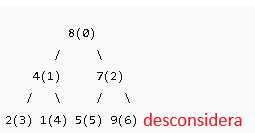 8(0)
/ \
4(1) 7(2)
/ \ / \
2(3) 1(4) 5(5) 9(6) desconsidera